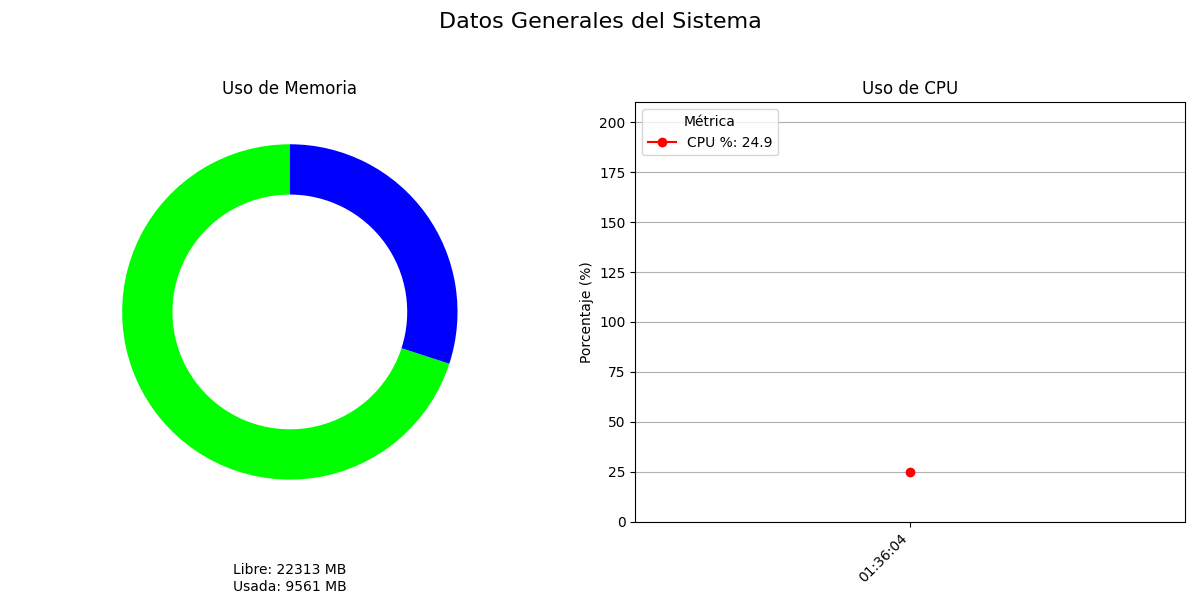 Datos Generales del Sistema
Uso de Memoria
Libre: 22313 MB
Usada: 9561 MB
Uso de CPU
Métrica
CPU %: 24.9
Porcentaje (%)
200
175
150
125
100
75
50
25
0
01:36:04